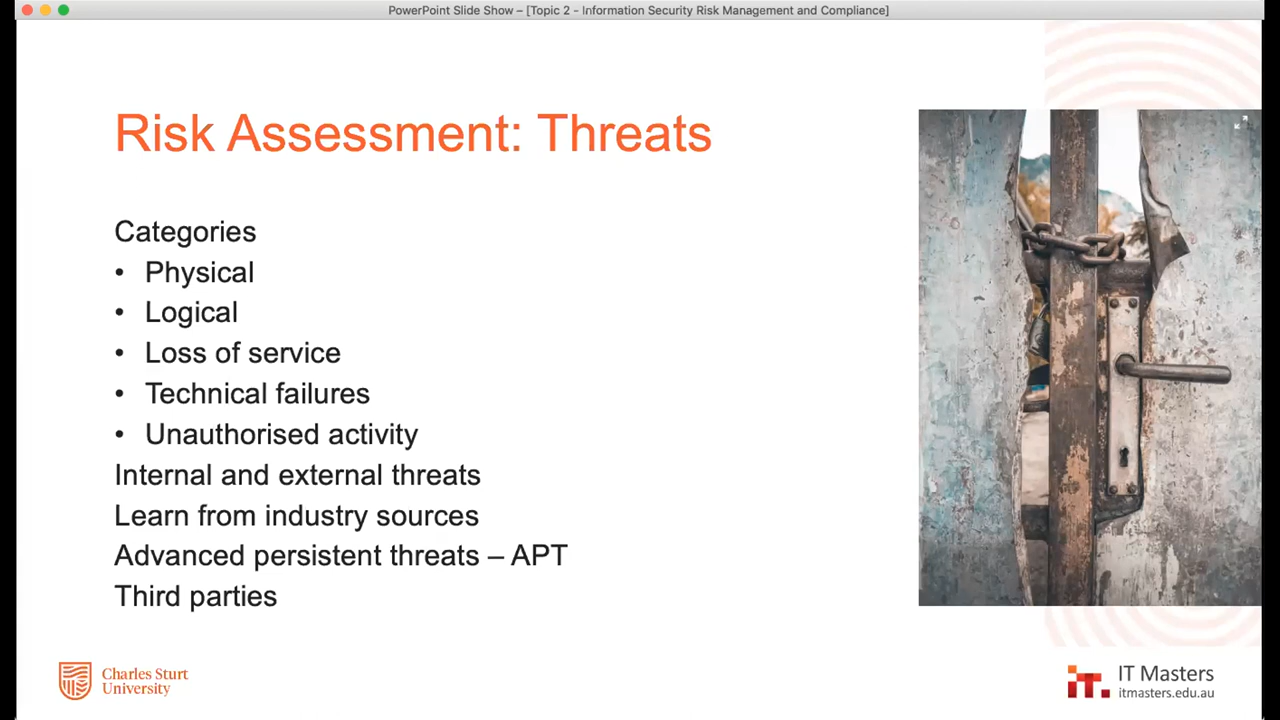 PowerPoint Slide Show – [Topic 2 - Information Security Risk Management and Compliance]
Risk Assessment: Threats
Categories
• Physical
• Logical
• Loss of service
• Technical failures
• Unauthorised activity
Internal and external threats
Learn from industry sources
Advanced persistent threats – APT
Third parties
Charles Sturt
University
it.
IT Masters
itmasters.edu.au